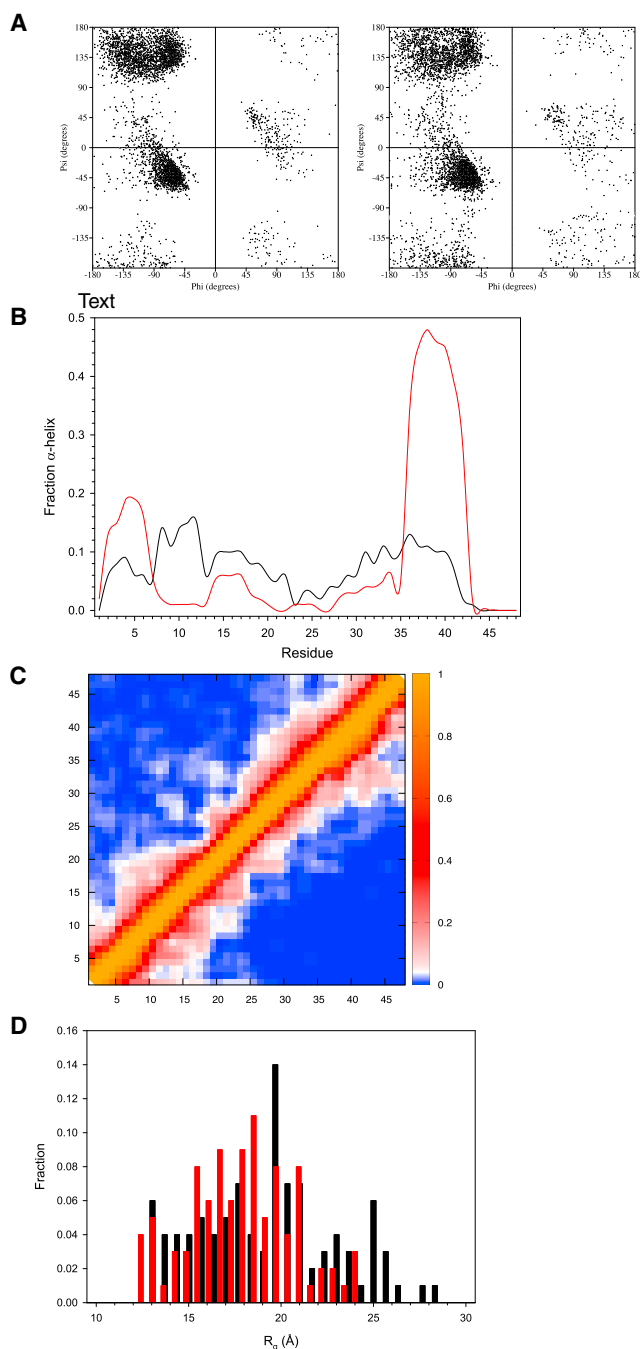 A
180 135 90 45 0 -45 -90 -135
Psi (degrees)
-180 -135 -90 -45 0 45 90 135 180
Phi (degrees)
180 135 90 45 0 -45 -90 -135
Psi (degrees)
-180 -135 -90 -45 0 45 90 135 180
Phi (degrees)
Text
B
0.5 0.4 0.3 0.2 0.1 0.0
Fraction α-helix
5 10 15 20 25 30 35 40 45
Residue
C
45 40 35 30 25 20 15 10 5
5 10 15 20 25 30 35 40 45
1 0.8 0.6 0.4 0.2 0
D
0.16 0.14 0.12 0.10 0.08 0.06 0.04 0.02 0.00
Fraction
10 15 20 25 30
Rg (Å)